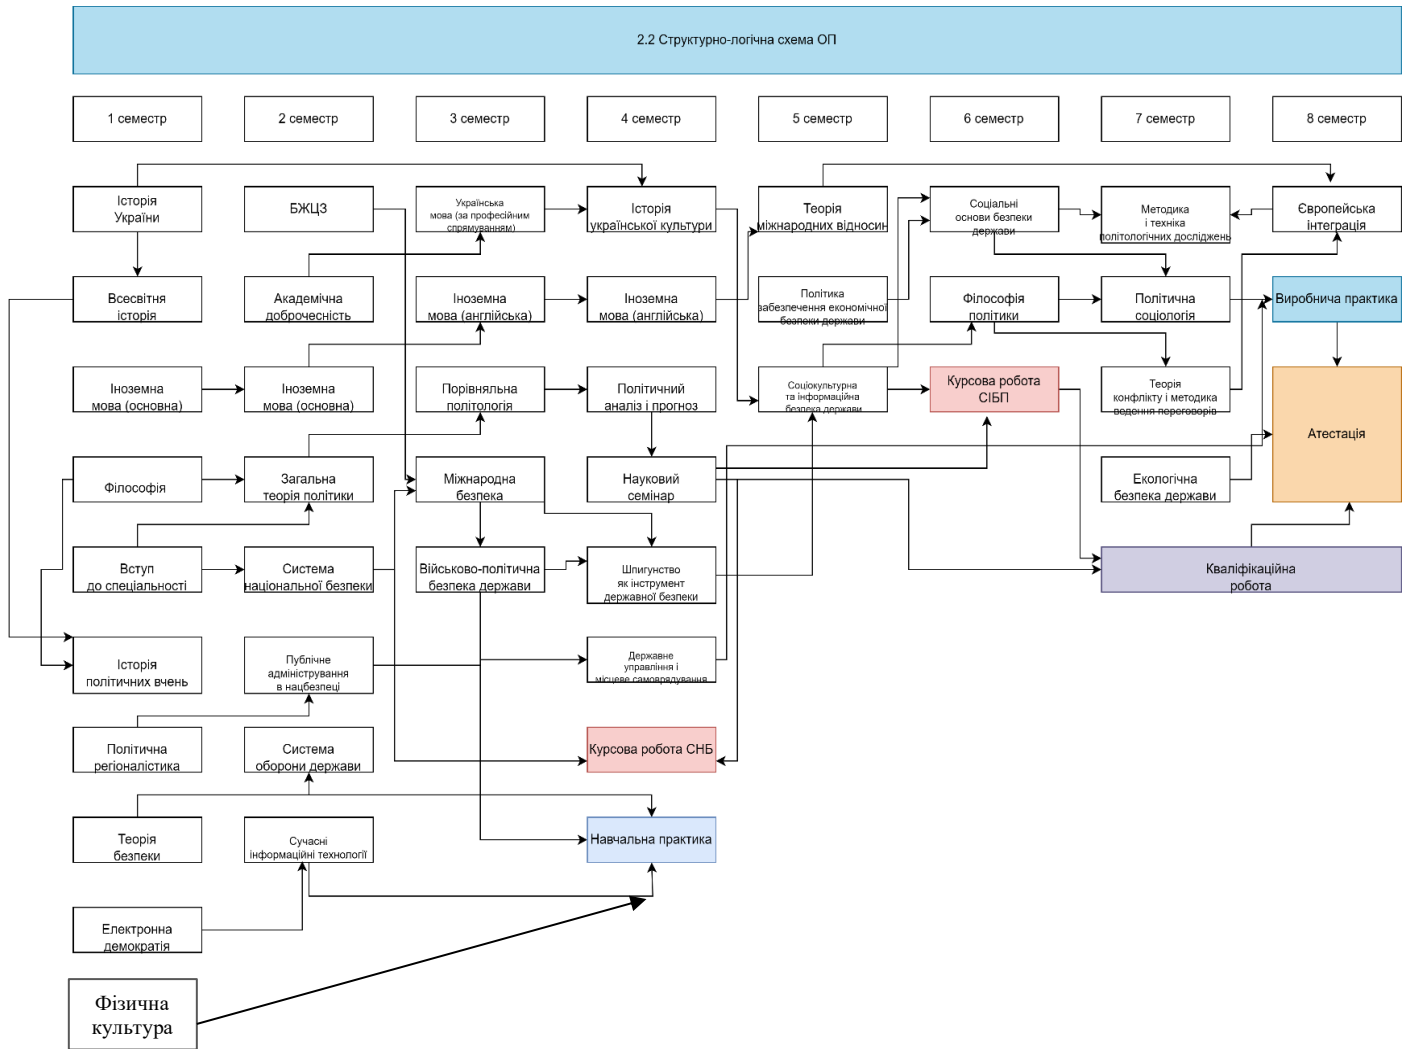 2.2 Структурно-логічна схема ОП
1 семестр
2 семестр
3 семестр
4 семестр
5 семестр
6 семестр
7 семестр
8 семестр
Історія
України
БЖЦЗ
Українська
мова (за професійним
спрямуванням)
Історія
української культури
Теорія
міжнародних відносин
Соціальні
основи безпеки
держави
Методика
і техніка
політологічних досліджень
Європейська
інтеграція
Всесвітня
історія
Академічна
доброчесність
Іноземна
мова (англійська)
Іноземна
мова (англійська)
Політика
забезпечення економічної
безпеки держави
Філософія
політики
Політична
соціологія
Виробнича практика
Іноземна
мова (основна)
Іноземна
мова (основна)
Порівняльна
політологія
Політичний
аналіз і прогноз
Соціокультурна
та інформаційна
безпека держави
Курсова робота
СІБП
Теорія
конфлікту і методика
ведення переговорів
Атестація
Філософія
Загальна
теорія політики
Міжнародна
безпека
Науковий
семінар
Екологічна
безпека держави
Вступ
до спеціальності
Система
національної безпеки
Військово-політична
безпека держави
Шпигунство
як інструмент
державної безпеки
Кваліфікаційна
робота
Історія
політичних вчень
Публічне
адміністрування
в нацбезпеці
Державне
управління і
місцеве самоврядування
Політична
регіоналістика
Система
оборони держави
Курсова робота СНБ
Теорія
безпеки
Сучасні
інформаційні технології
Навчальна практика
Електронна
демократія
Фізична
культура